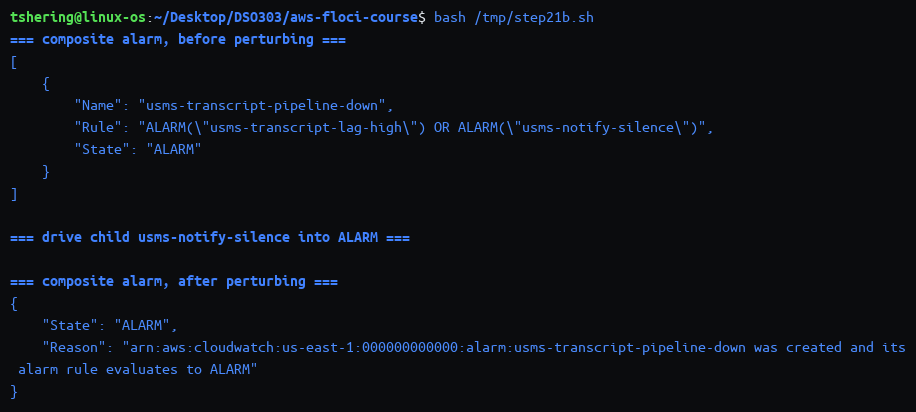 tshering@linux-os:~/Desktop/DSO303/aws-floci-course$ bash /tmp/step21b.sh
=== composite alarm, before perturbing ===
[
    {
        "Name": "usms-transcript-pipeline-down",
        "Rule": "ALARM(\"usms-transcript-lag-high\") OR ALARM(\"usms-notify-silence\")",
        "State": "ALARM"
    }
]
=== drive child usms-notify-silence into ALARM ===
=== composite alarm, after perturbing ===
{
    "State": "ALARM",
    "Reason": "arn:aws:cloudwatch:us-east-1:000000000000:alarm:usms-transcript-pipeline-down was created and its
 alarm rule evaluates to ALARM"
}